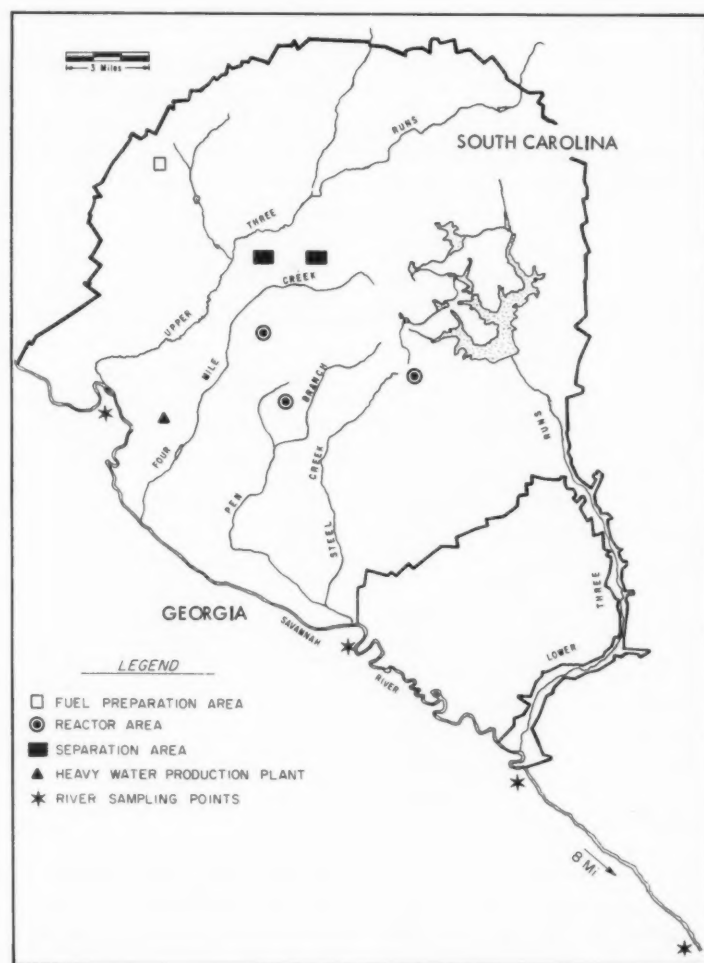 3 Miles
RUNS
SOUTH CAROLINA
THREE
CREEK
UPPER
MILE
BRANCH
RUNS
FOUR
CREEK
PEN
STEEL
THREE
GEORGIA
SAVANNAH
LOWER
RIVER
LEGEND
FUEL PREPARATION AREA
REACTOR AREA
SEPARATION AREA
HEAVY WATER PRODUCTION PLANT
RIVER SAMPLING POINTS
8 Mi